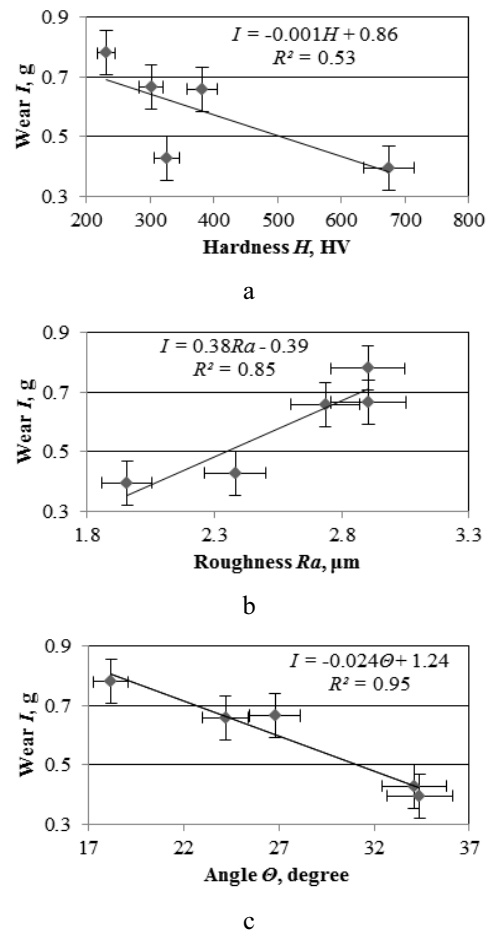 I = -0.001H + 0.86
R² = 0.53
Wear I, g
0.9
0.7
0.5
0.3
200 300 400 500 600 700 800
Hardness H, HV
a
I = 0.38Ra - 0.39
R² = 0.85
Wear I, g
0.9
0.7
0.5
0.3
1.8 2.3 2.8 3.3
Roughness Ra, μm
b
I = -0.024Θ + 1.24
R² = 0.95
Wear I, g
0.9
0.7
0.5
0.3
17 22 27 32 37
Angle Θ, degree
c